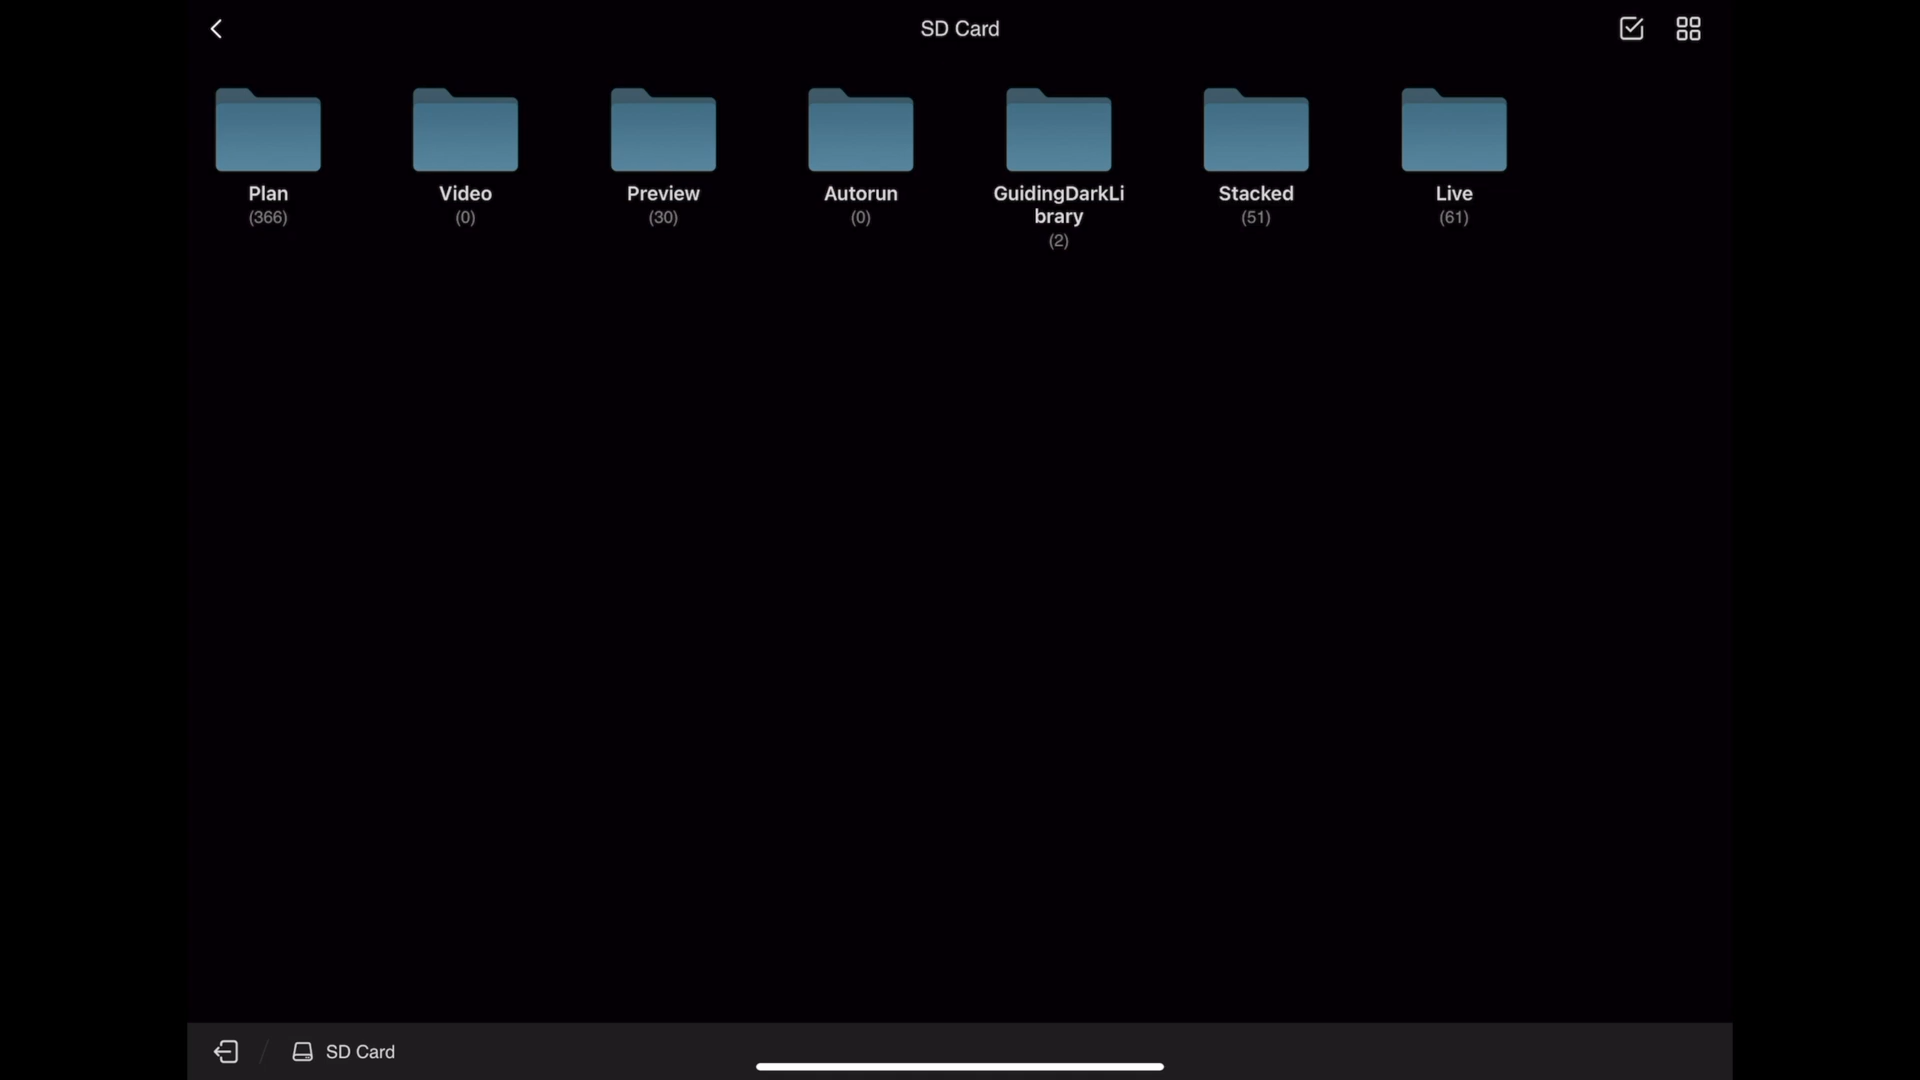 SD Card
Plan
(366)
Video
(0)
Preview
(30)
Autorun
(0)
GuidingDarkLi
brary
(2)
Stacked
(51)
Live
(61)
SD Card